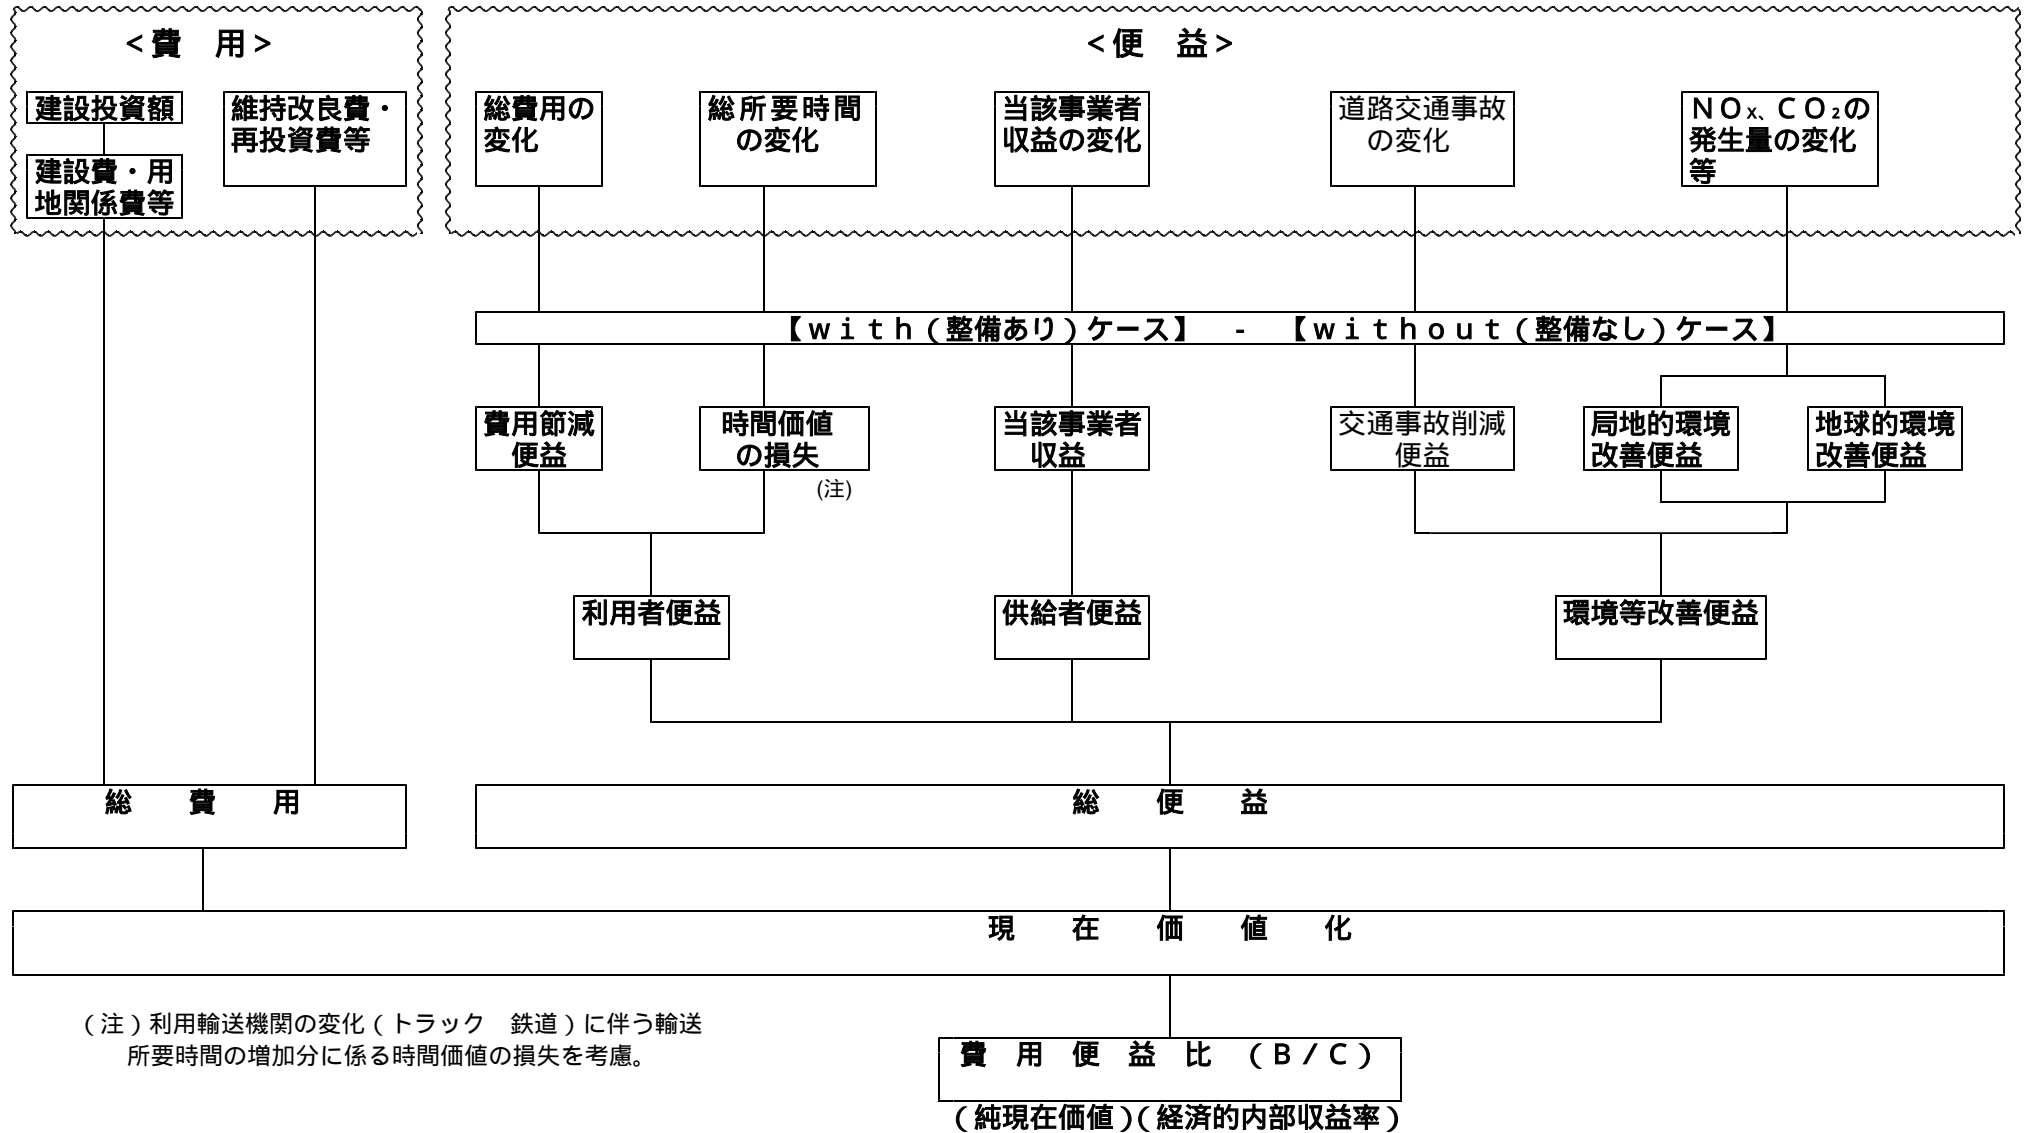 ＜費　用＞
建設投資額
建設費・用
地関係費等
維持改良費・
再投資費等
＜便　益＞
総費用の
変化
総所要時間
の変化
当該事業者
収益の変化
道路交通事故
の変化
ＮＯx、ＣＯ₂の
発生量の変化
等
【ｗｉｔｈ（整備あり）ケース】　-　【ｗｉｔｈｏｕｔ（整備なし）ケース】
費用節減
便益
時間価値
の損失
(注)
当該事業者
収益
交通事故削減
便益
局地的環境
改善便益
地球的環境
改善便益
利用者便益
供給者便益
環境等改善便益
総　　費　　用
総　　便　　益
現　　在　　価　　値　　化
（注）利用輸送機関の変化（トラック　鉄道）に伴う輸送
所要時間の増加分に係る時間価値の損失を考慮。
費　用　便　益　比　（Ｂ／Ｃ）
（純現在価値）（経済的内部収益率）